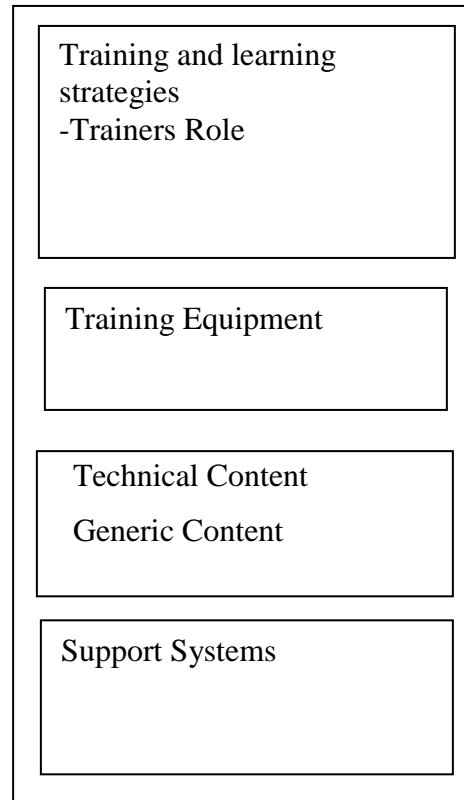 Training and learning
strategies
-Trainers Role
Training Equipment
Technical Content
Generic Content
Support Systems